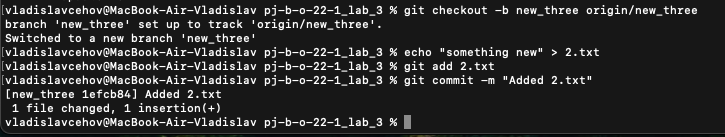 [vladislavcehov@MacBook-Air-Vladislav pj-b-o-22-1_lab_3 % git checkout -b new_three origin/new_three
branch 'new_three' set up to track 'origin/new_three'.
Switched to a new branch 'new_three'
[vladislavcehov@MacBook-Air-Vladislav pj-b-o-22-1_lab_3 % echo "something new" > 2.txt
[vladislavcehov@MacBook-Air-Vladislav pj-b-o-22-1_lab_3 % git add 2.txt
[vladislavcehov@MacBook-Air-Vladislav pj-b-o-22-1_lab_3 % git commit -m "Added 2.txt"
[new_three 1efcb84] Added 2.txt
 1 file changed, 1 insertion(+)
vladislavcehov@MacBook-Air-Vladislav pj-b-o-22-1_lab_3 %